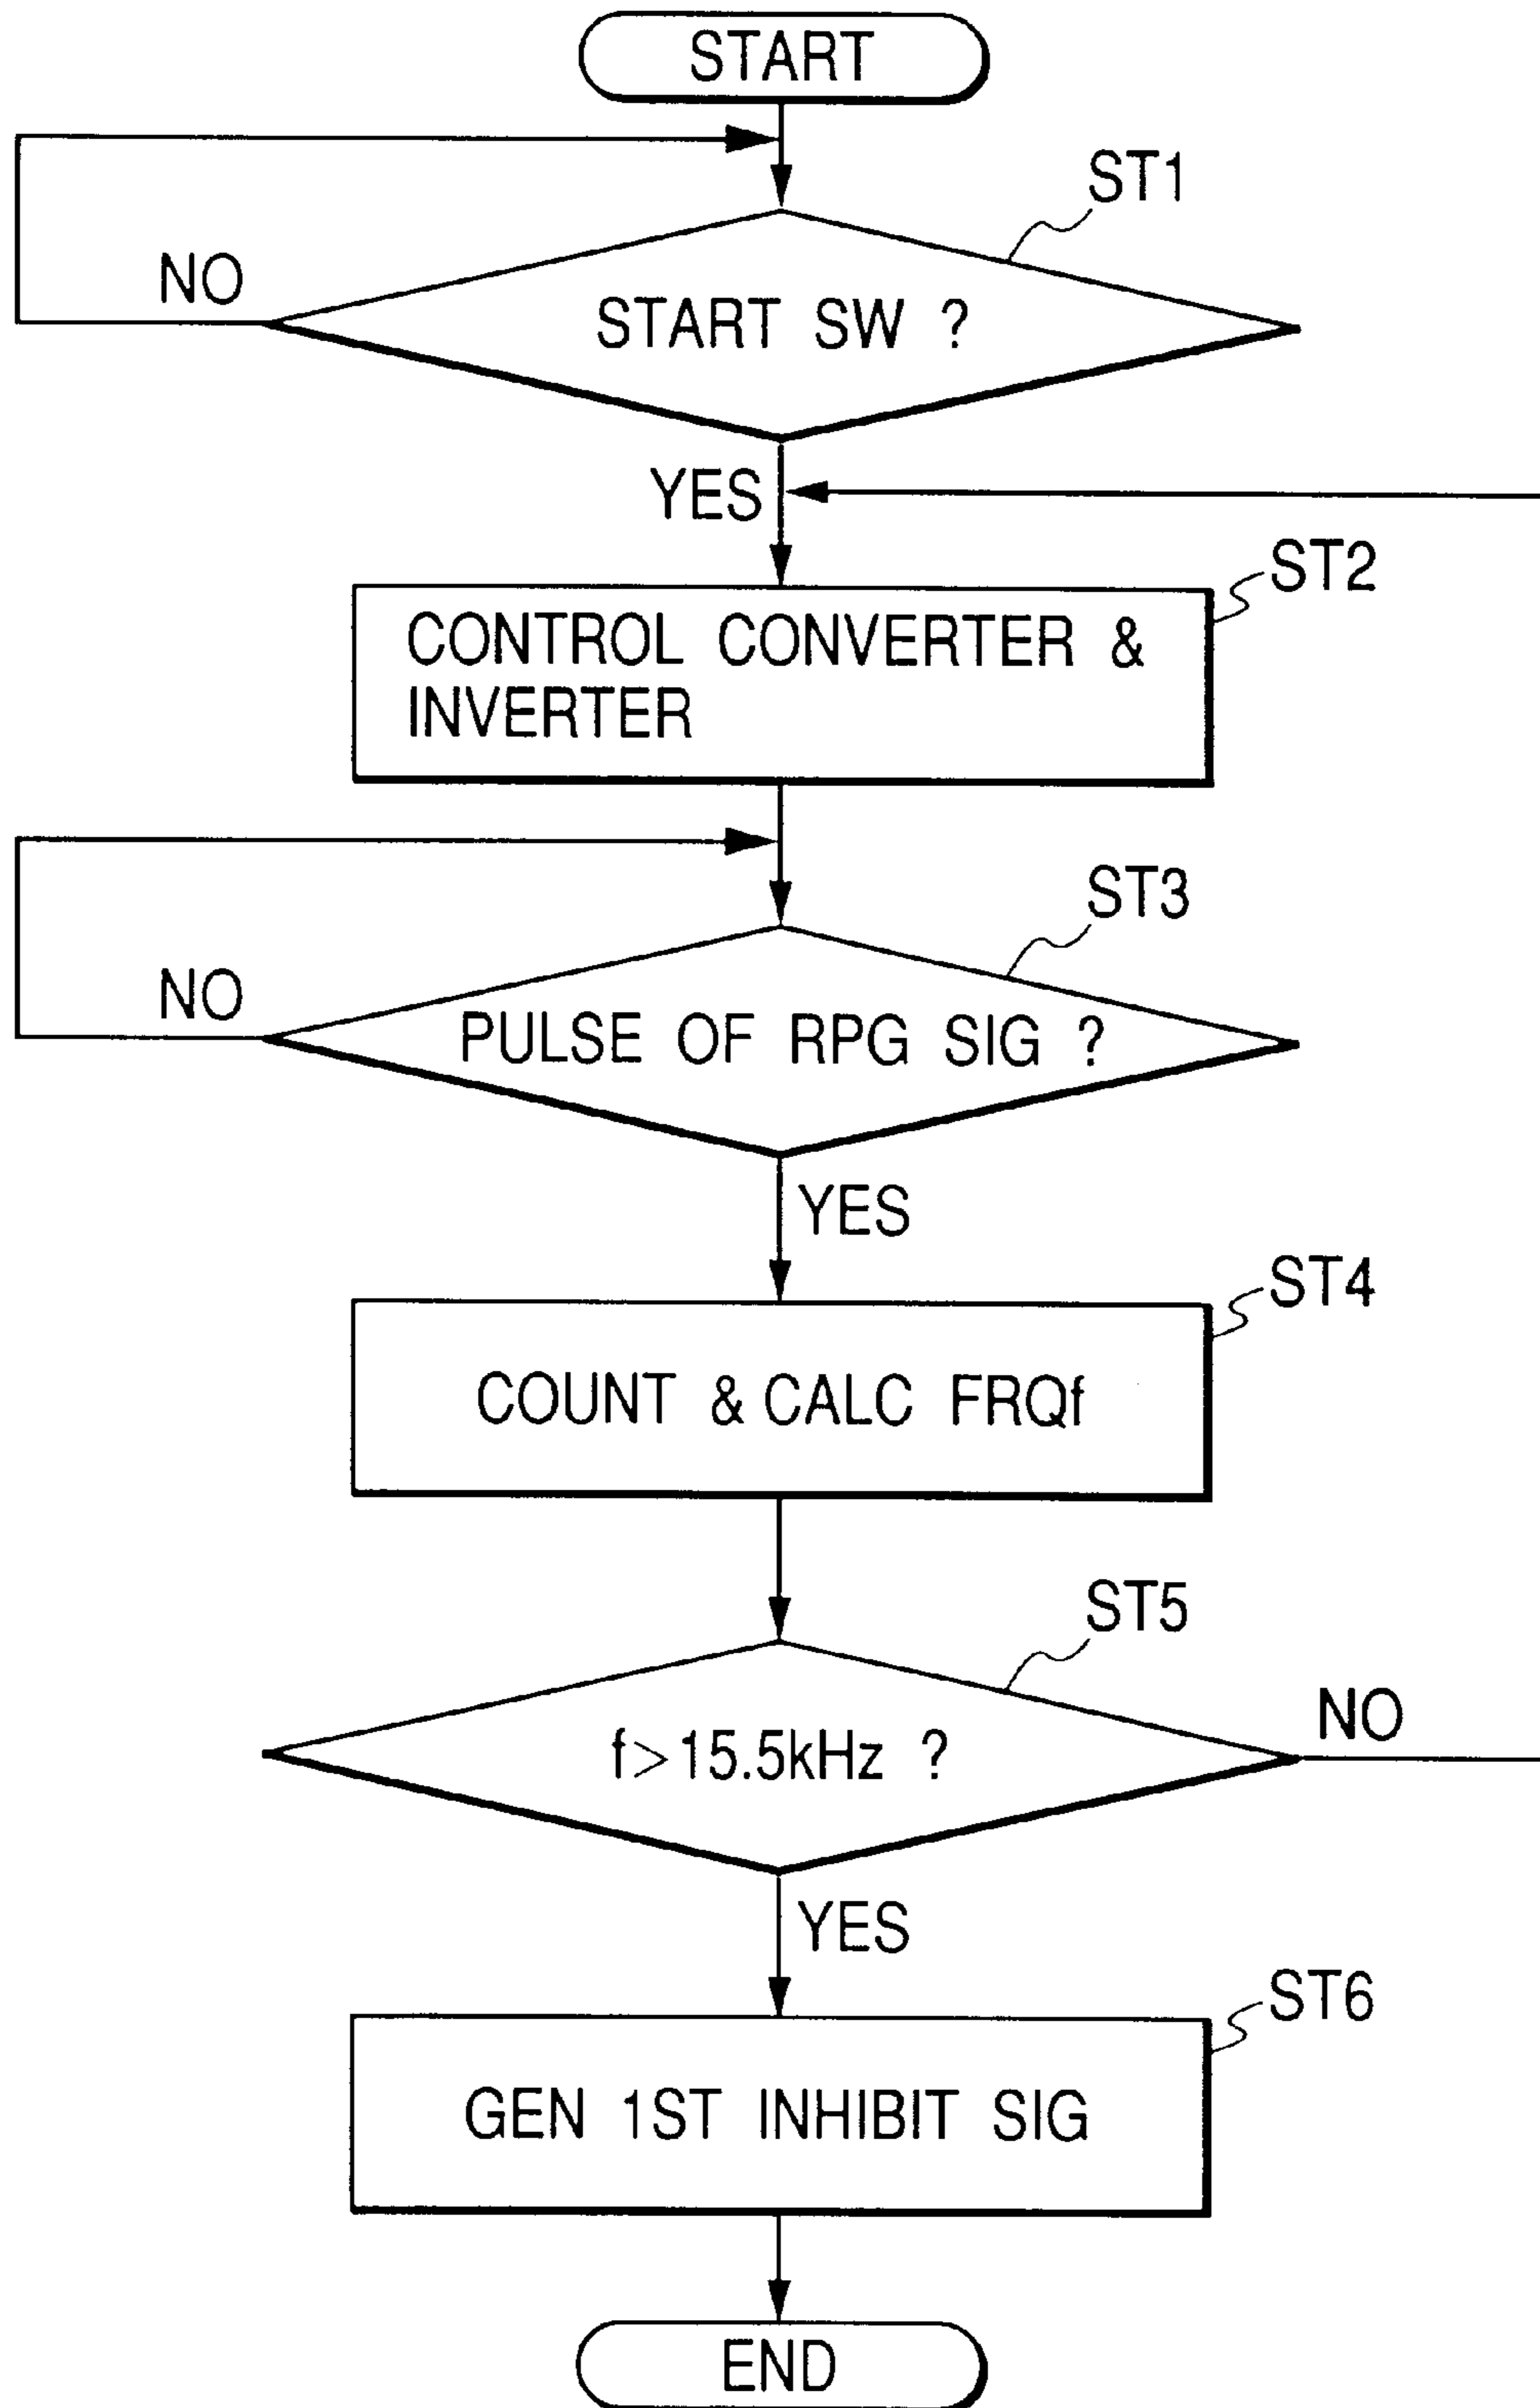 START
ST1
NO
START SW ?
YES
ST2
CONTROL CONVERTER &
INVERTER
ST3
NO
PULSE OF RPG SIG ?
YES
ST4
COUNT & CALC FRQf
ST5
NO
f>15.5kHz ?
YES
ST6
GEN 1ST INHIBIT SIG
END